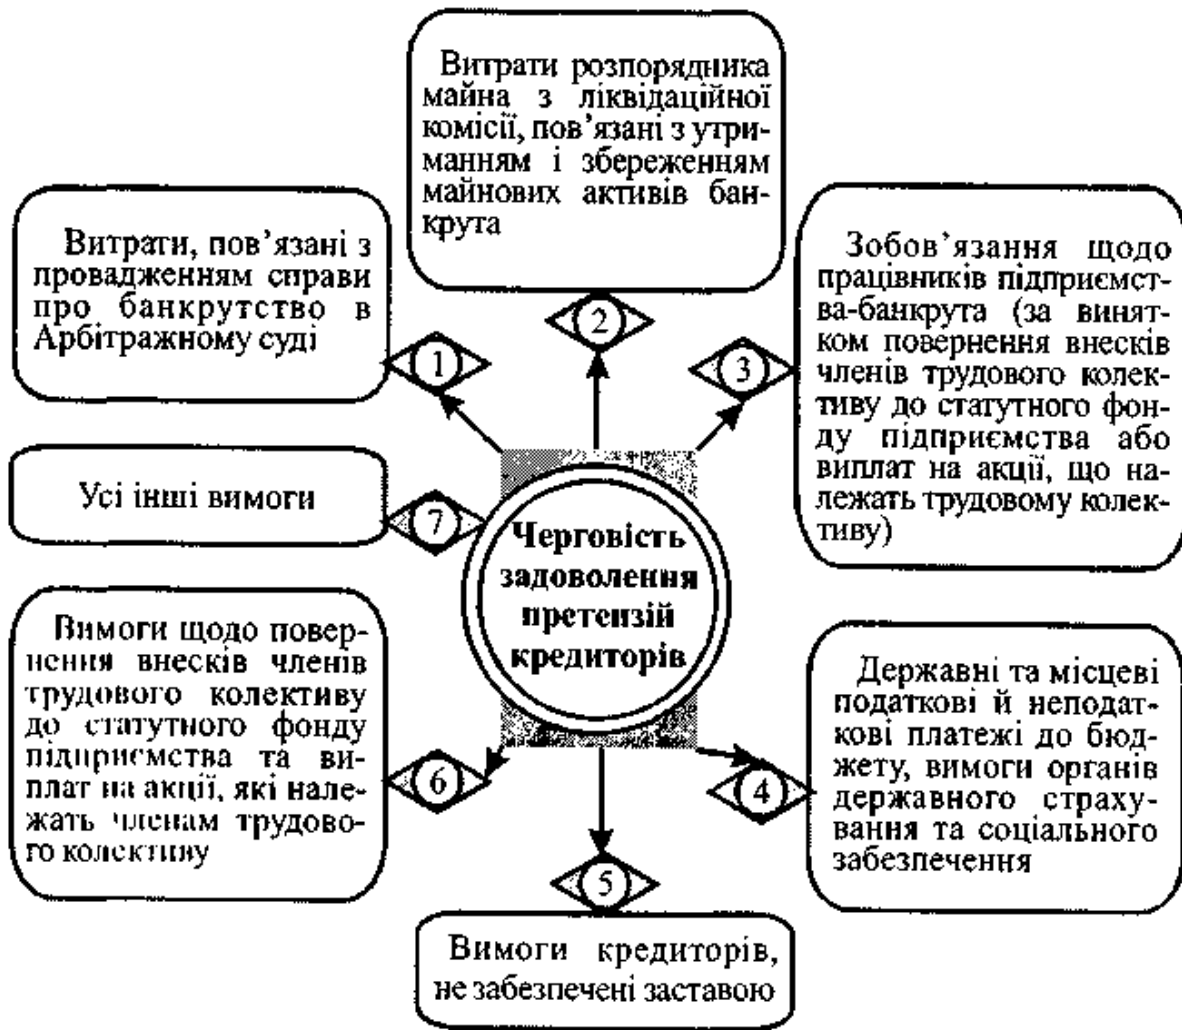 Витрати, пов’язані з
провадженням справи
про банкрутство в
Арбітражному суді
1
Витрати розпорядника
майна з ліквідаційної
комісії, пов’язані з утри-
манням і збереженням
майнових активів бан-
крута
2
Зобов’язання щодо
працівників підприємст-
ва-банкрута (за винят-
ком повернення внесків
членів трудового колек-
тиву до статутного фон-
ду підприємства або
виплат на акції, що на-
лежать трудовому колек-
тиву)
3
Черговість
задоволення
претензій
кредиторів
Державні та місцеві
податкові й неподат-
кові платежі до бюд-
жету, вимоги органів
державного страху-
вання та соціального
забезпечення
4
5
Вимоги кредиторів,
не забезпечені заставою
Вимоги щодо повер-
нення внесків членів
трудового колективу
до статутного фонду
підприємства та ви-
плат на акції, які нале-
жать членам трудово-
го колективу
6
Усі інші вимоги
7